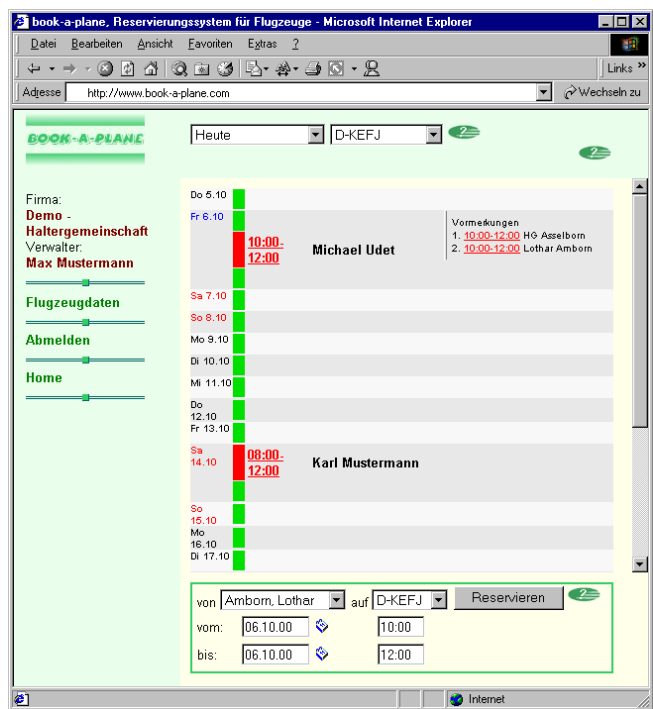 book-a-plane, Reservierungssystem für Flugzeuge - Microsoft Internet Explorer
Datei Bearbeiten Ansicht Favoriten Extras ?
Links »
Adresse http://www.book-a-plane.com Wechseln zu
BOOK-A-PLANE
Heute D-KEFJ
Firma:
Demo -
Haltergemeinschaft
Verwalter:
Max Mustermann
Flugzeugdaten
Abmelden
Home
Do 5.10
Fr 6.10
10:00-
12:00
Michael Udet
Vormerkungen
1. 10:00-12:00 HG Asselborn
2. 10:00-12:00 Lothar Amborn
Sa 7.10
So 8.10
Mo 9.10
Di 10.10
Mi 11.10
Do
12.10
Fr 13.10
Sa
14.10
08:00-
12:00
Karl Mustermann
So
15.10
Mo
16.10
Di 17.10
von Amborn, Lothar auf D-KEFJ Reservieren
vom: 06.10.00 10:00
bis: 06.10.00 12:00
Internet